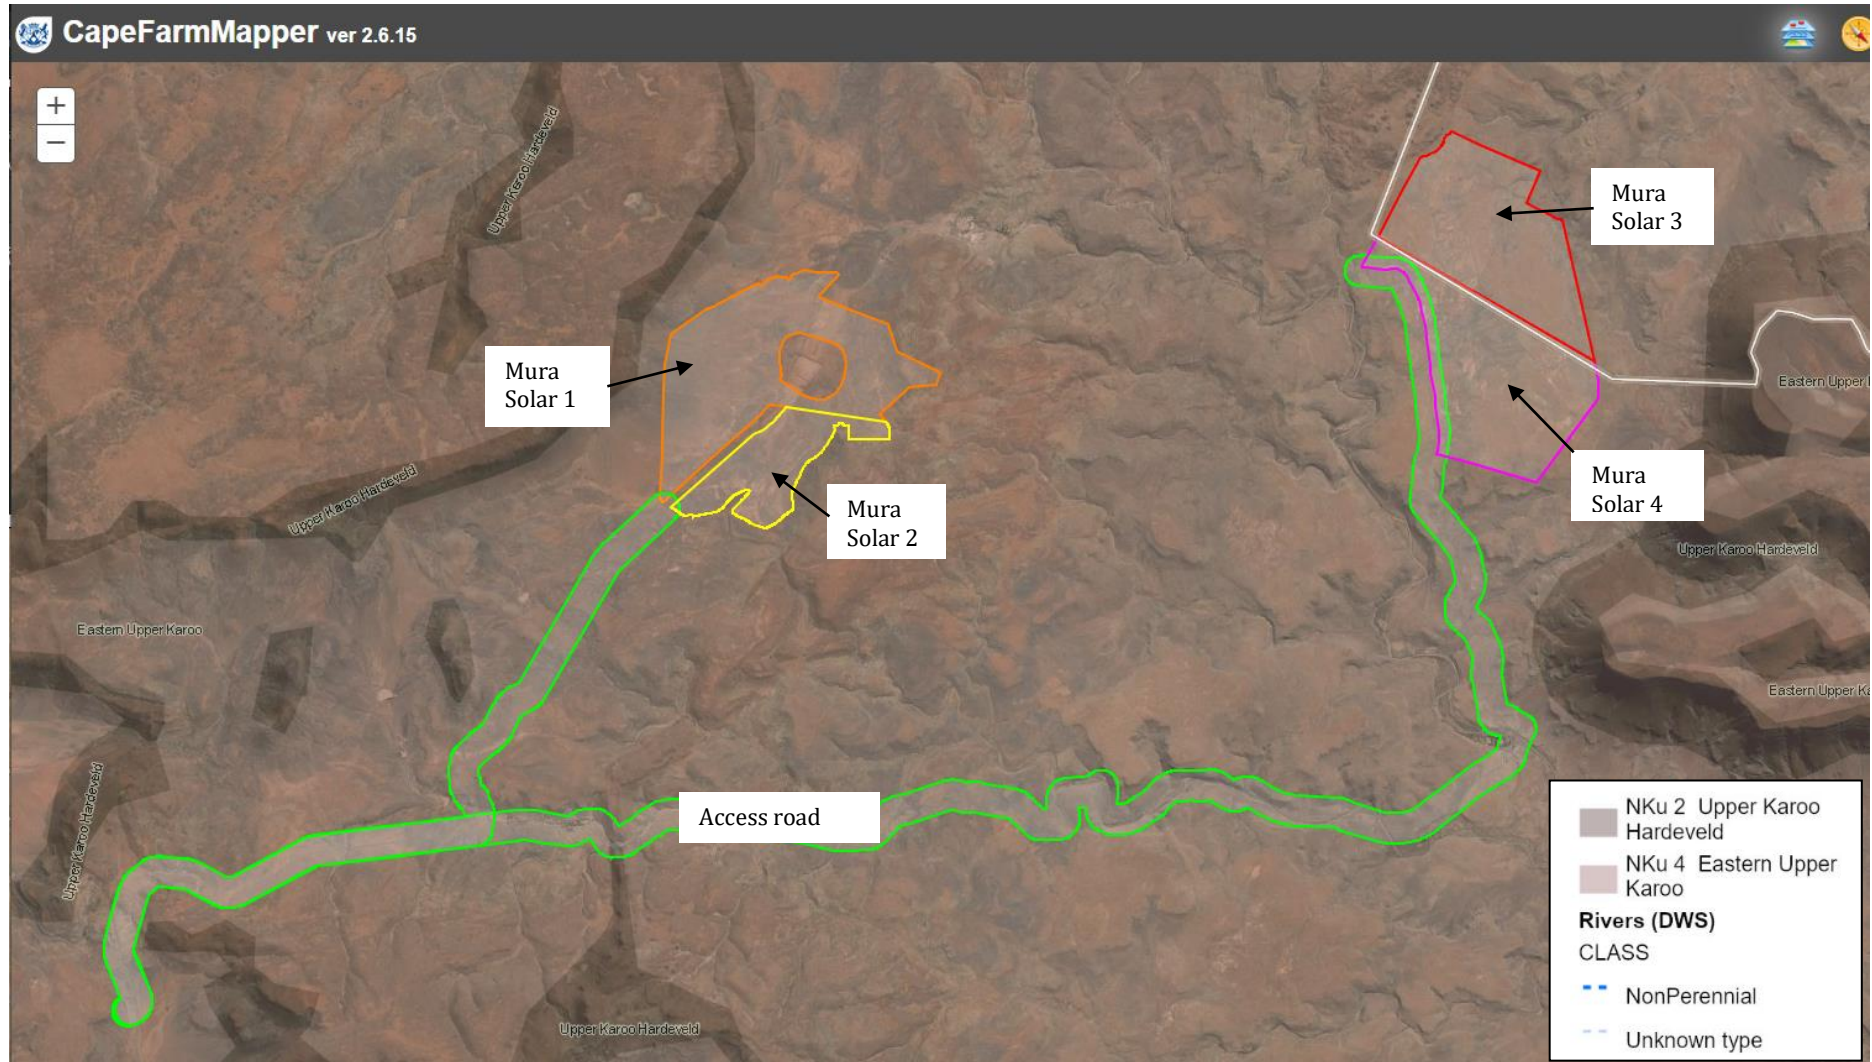 CapeFarmMapper ver 2.6.15
+
−
Upper Karoo Hardeveld
Mura
Solar 3
Mura
Solar 1
Eastern Upper
Mura
Solar 4
Upper Karoo Hardeveld
Mura
Solar 2
Upper Karoo Hardeveld
Eastern Upper Karoo
Eastern Upper Ka
Upper Karoo Hardeveld
Access road
Upper Karoo Hardeveld
NKu 2 Upper Karoo
Hardeveld
NKu 4 Eastern Upper
Karoo
Rivers (DWS)
CLASS
NonPerennial
Unknown type